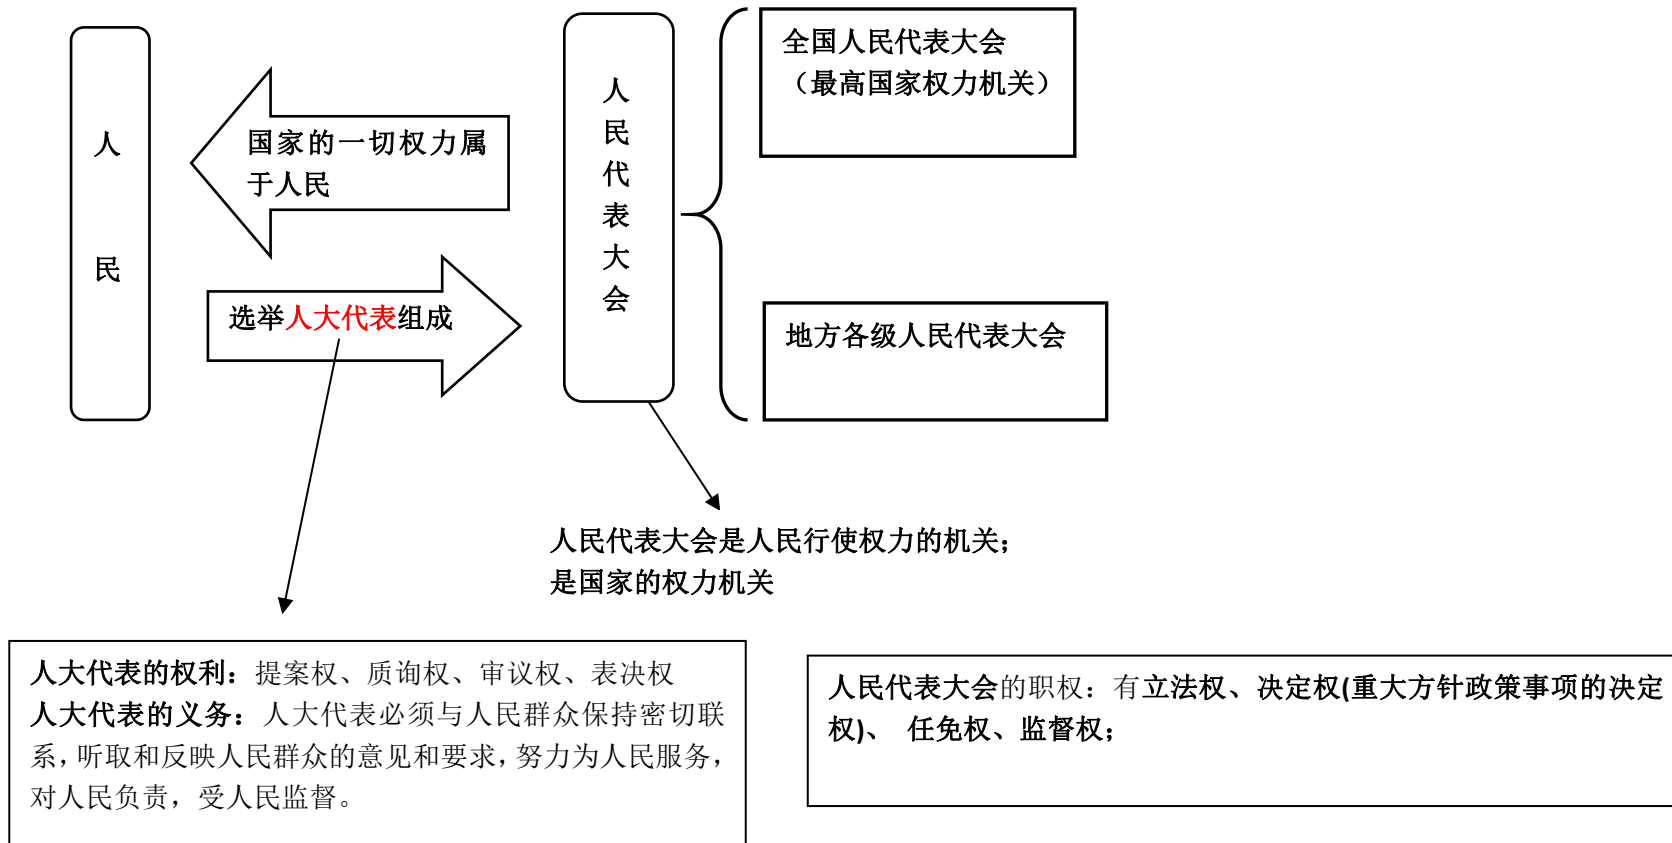 人
民
国家的一切权力属
于人民
选举人大代表组成
人
民
代
表
大
会
全国人民代表大会
（最高国家权力机关）
地方各级人民代表大会
人民代表大会是人民行使权力的机关；
是国家的权力机关
人大代表的权利：提案权、质询权、审议权、表决权
人大代表的义务：人大代表必须与人民群众保持密切联
系，听取和反映人民群众的意见和要求，努力为人民服务，
对人民负责，受人民监督。
人民代表大会的职权：有立法权、决定权(重大方针政策事项的决定
权)、 任免权、监督权；